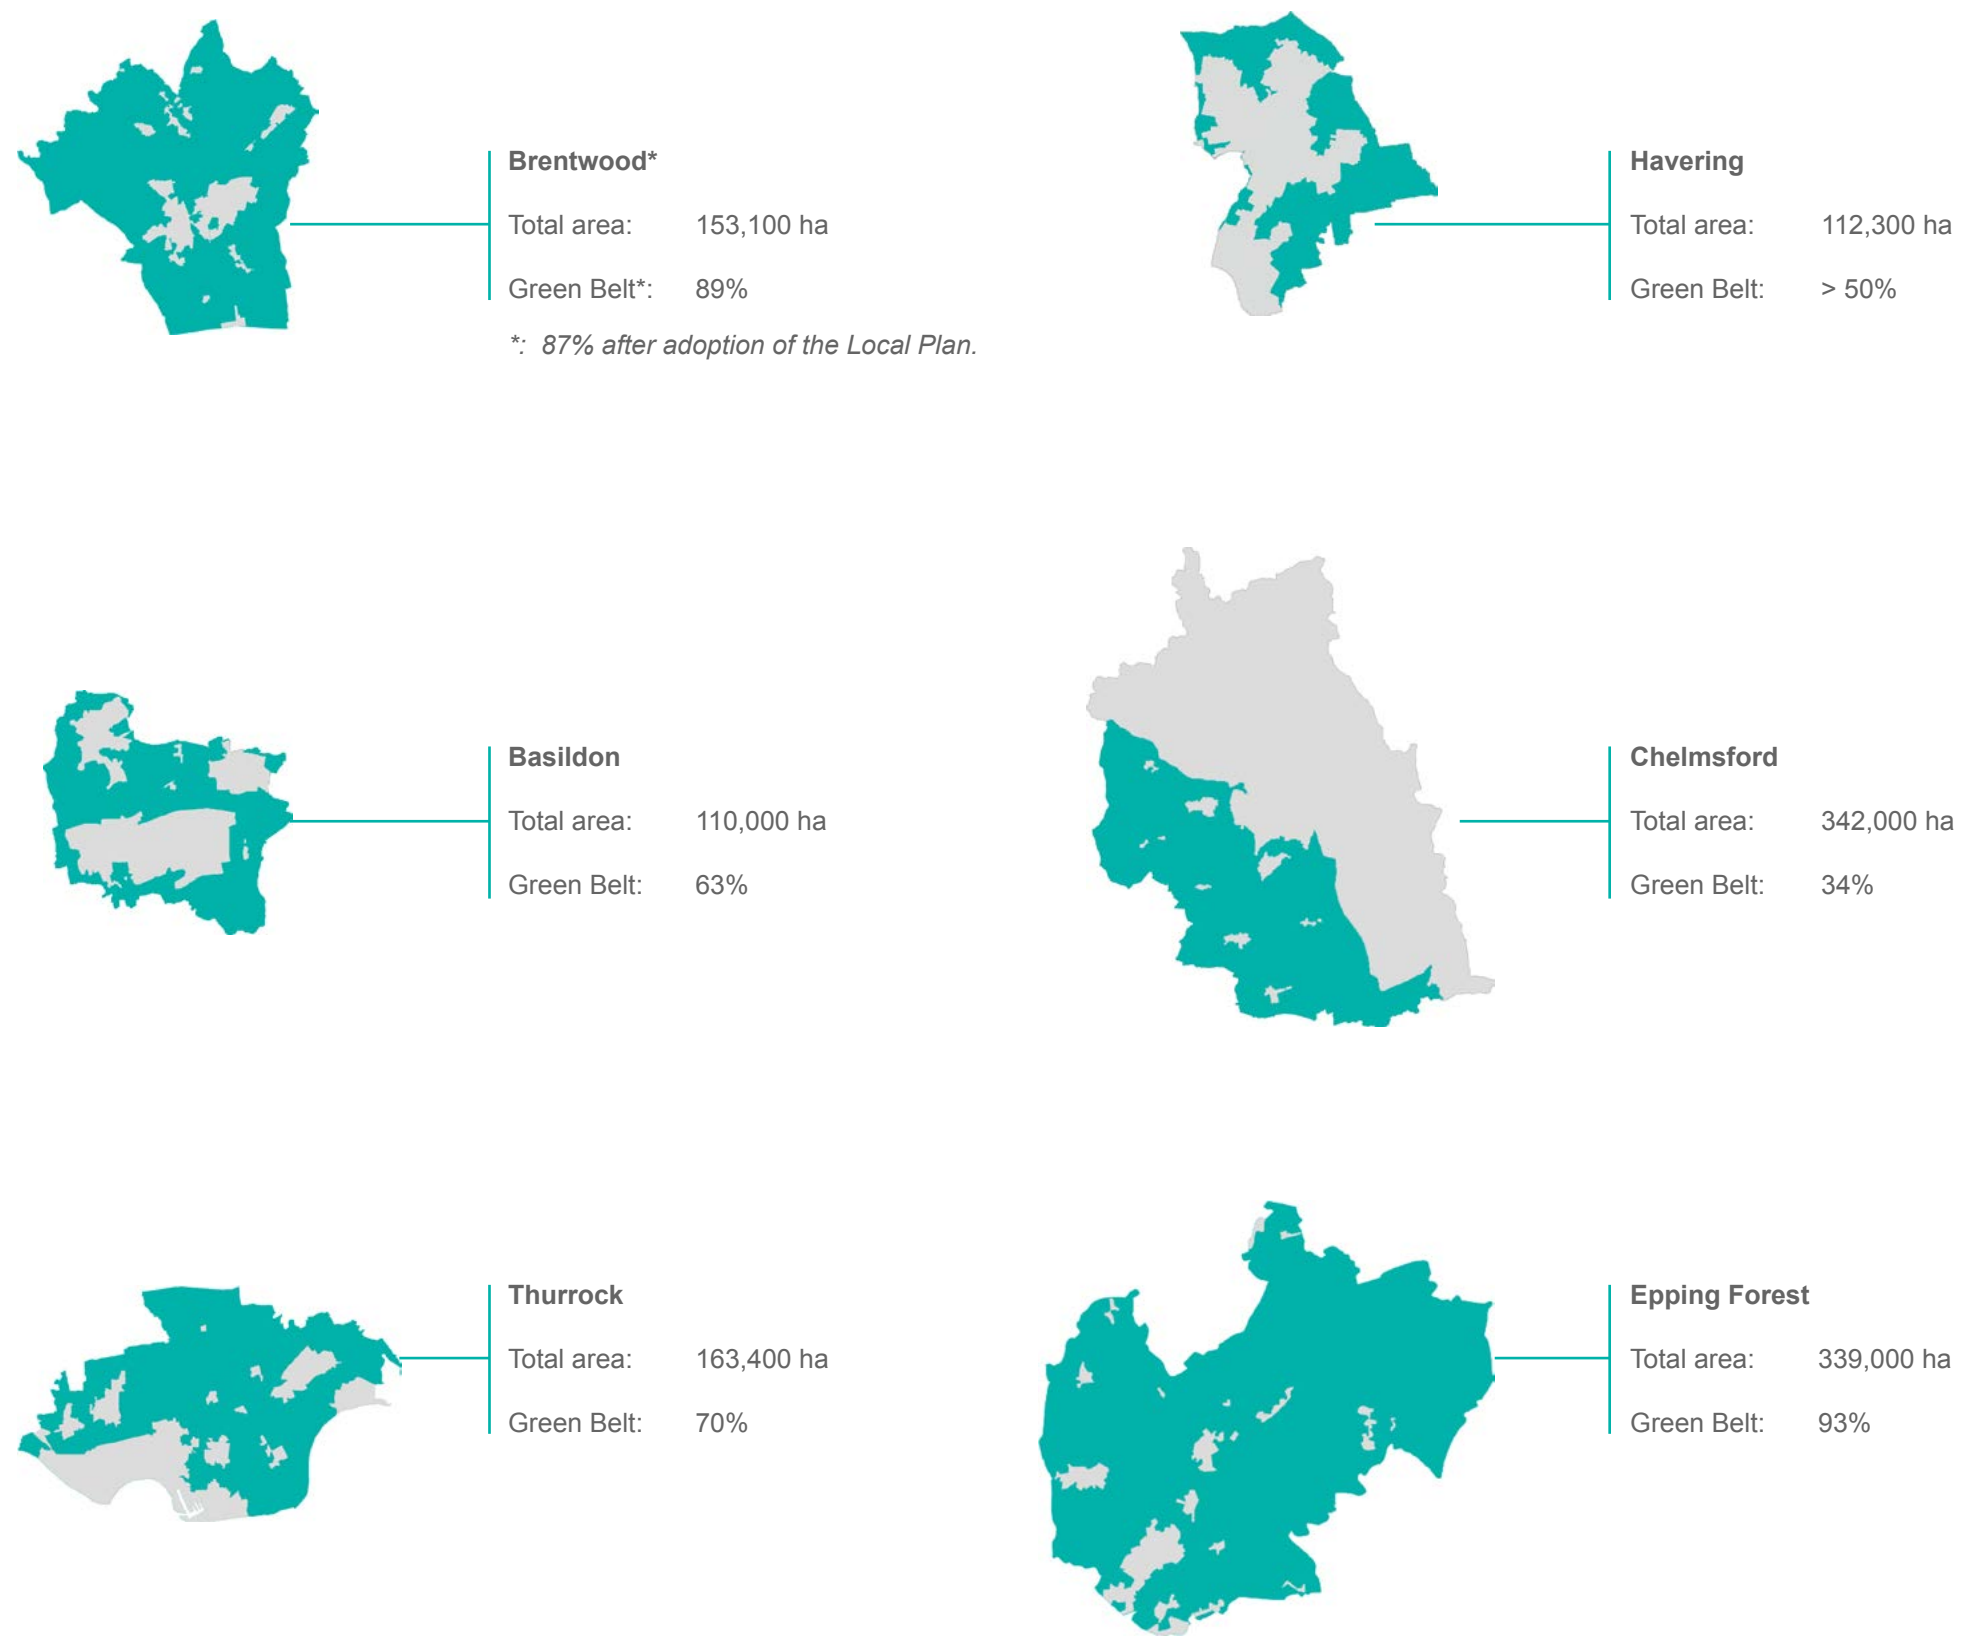 Brentwood*
Total area: 153,100 ha
Green Belt*: 89%
*: 87% after adoption of the Local Plan.
Havering
Total area: 112,300 ha
Green Belt: > 50%
Basildon
Total area: 110,000 ha
Green Belt: 63%
Chelmsford
Total area: 342,000 ha
Green Belt: 34%
Thurrock
Total area: 163,400 ha
Green Belt: 70%
Epping Forest
Total area: 339,000 ha
Green Belt: 93%